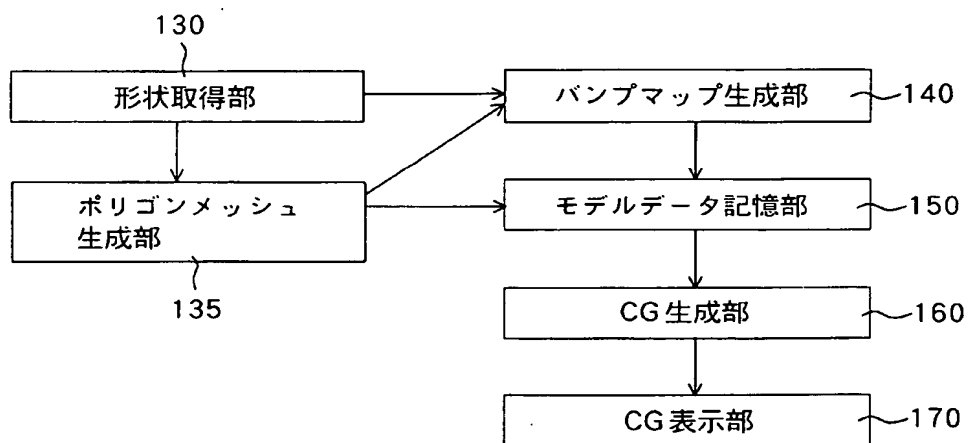 130
形状取得部
バンプマップ生成部
140
ポリゴンメッシュ
生成部
135
モデルデータ記憶部
150
CG生成部
160
CG表示部
170